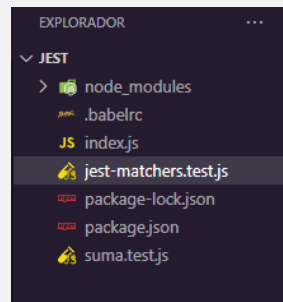 EXPLORADOR ...
JEST
node_modules
.babelrc
JS index.js
jest-matchers.test.js
package-lock.json
package.json
suma.test.js